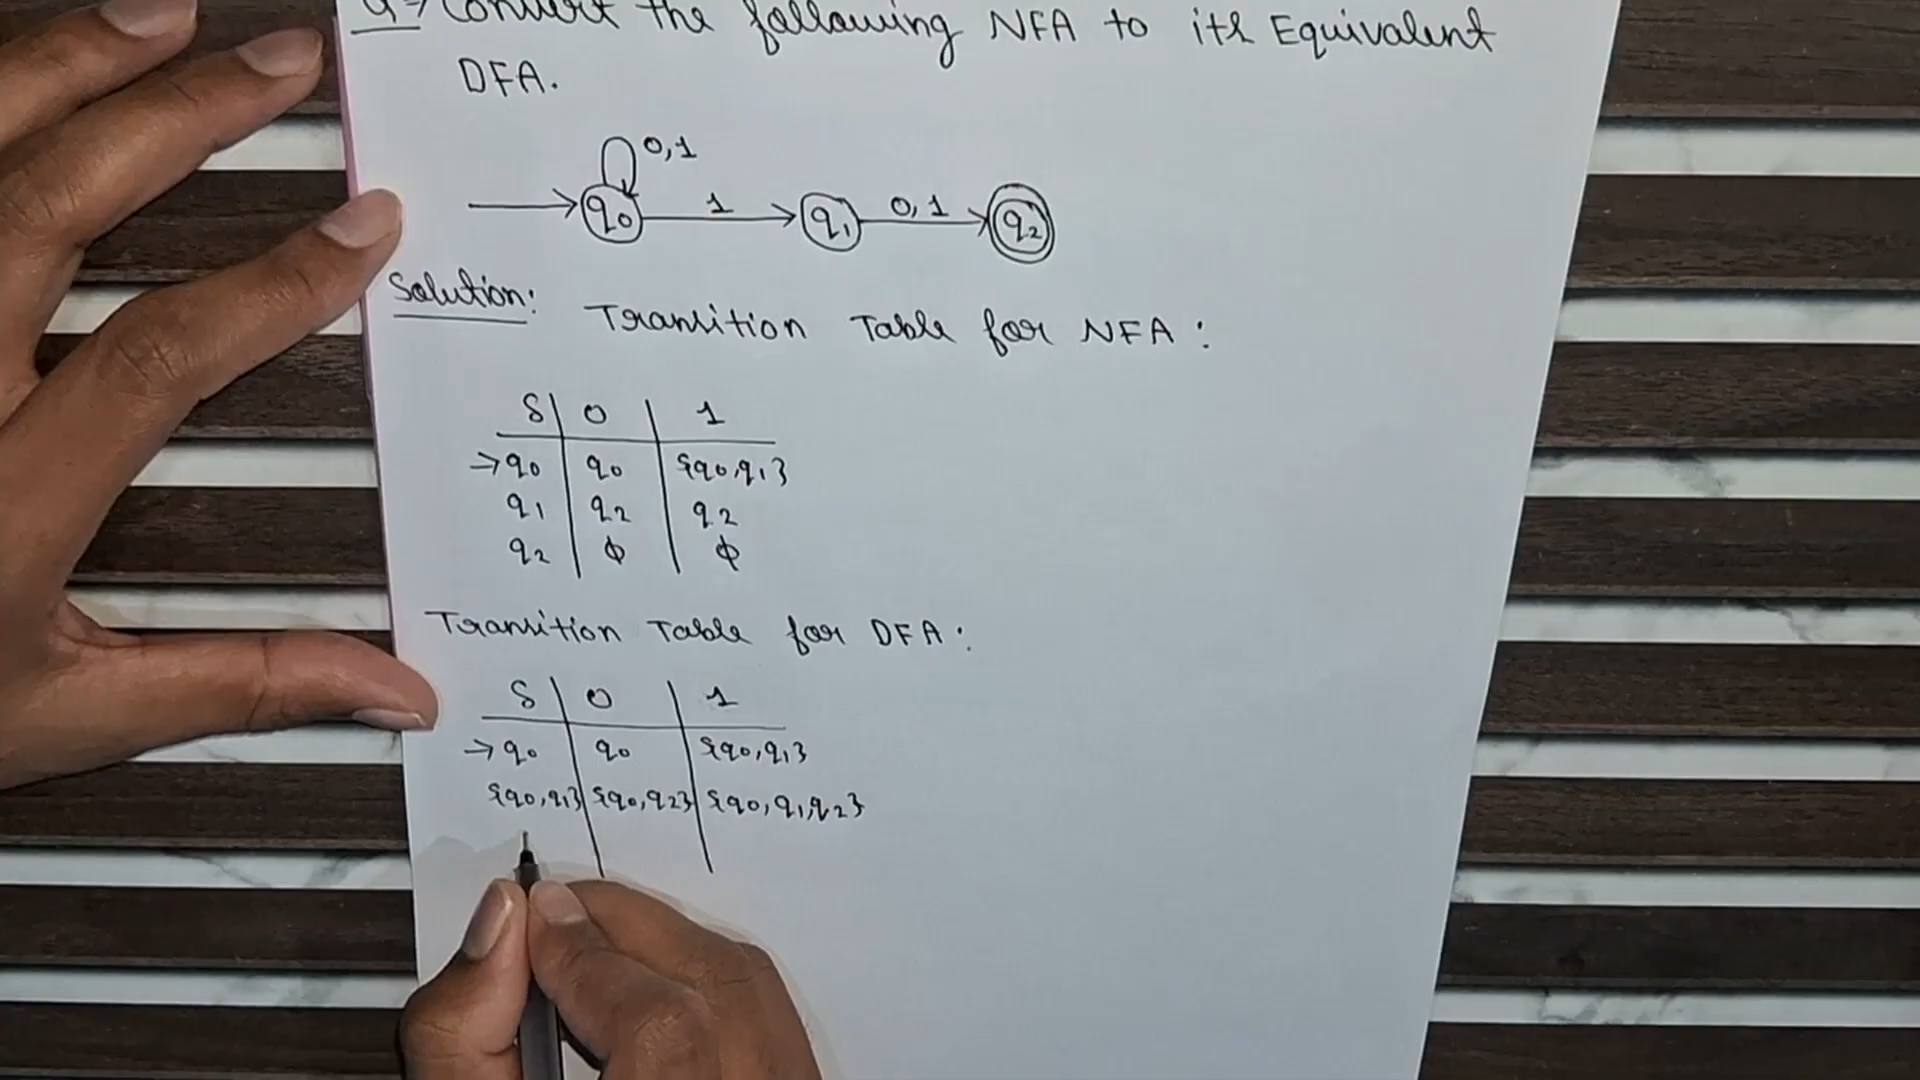 Q → Convert the following NFA to its Equivalent
DFA.
0,1
q0 1 q1 0,1 q2
Solution: Transition Table for NFA :
δ 0 1
→q0 q0 {q0,q1}
q1 q2 q2
q2 ϕ ϕ
Transition Table for DFA :
δ 0 1
→q0 q0 {q0,q1}
{q0,q1} {q0,q2} {q0,q1,q2}